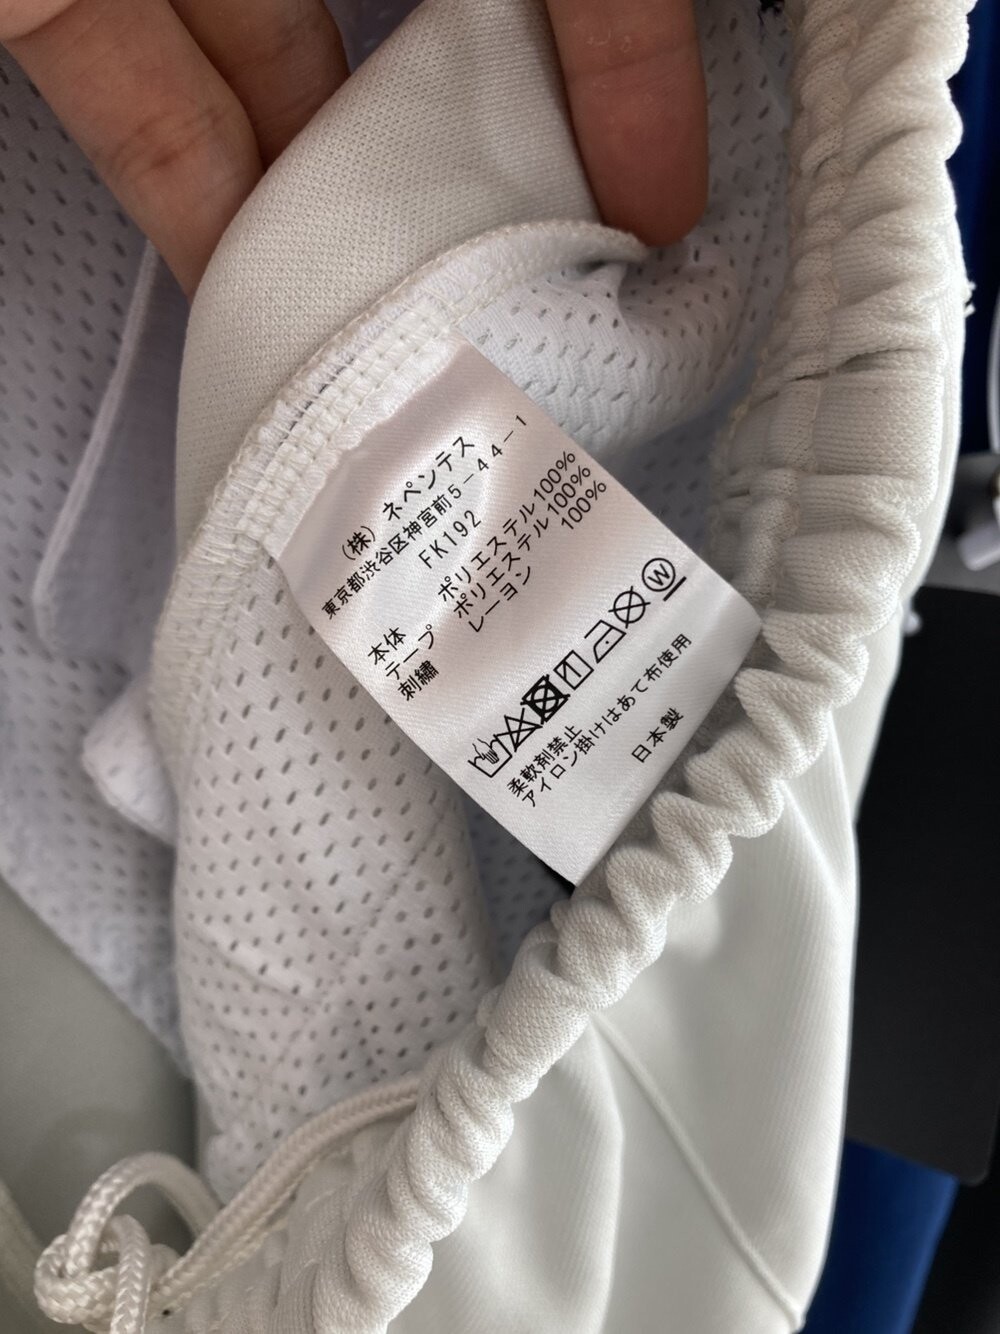 (株) ネペンテス
東京都渋谷区神宮前5-44-1
FK192
本体 ポリエステル100%
テープ ポリエステル100%
刺繍 レーヨン 100%
W
柔軟剤禁止
アイロン掛けはあて布使用
日本製